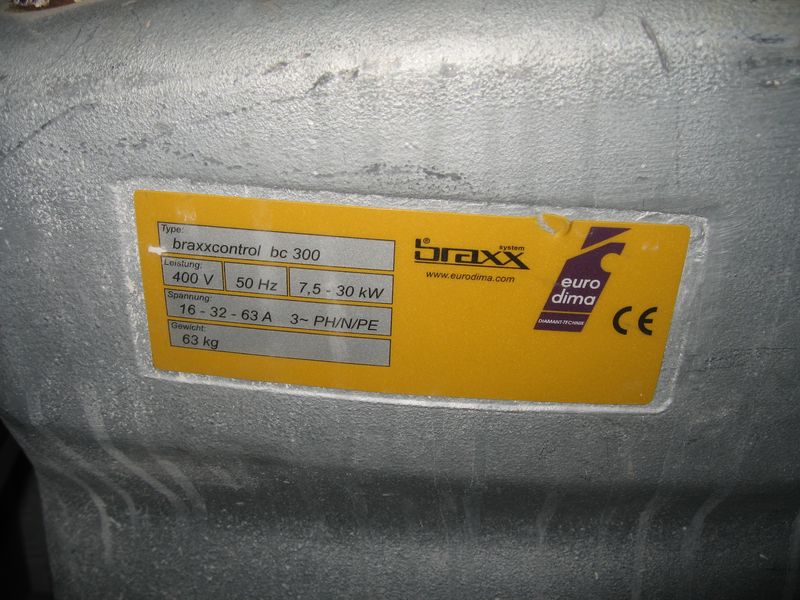 Type:
braxxcontrol bc 300
Leistung:
400 V 50 Hz 7,5 - 30 kW
Spannung:
16 - 32 - 63 A 3~ PH/N/PE
Gewicht:
63 kg
® braxx system
www.eurodima.com
euro
dima
DIAMANT-TECHNIK
CE